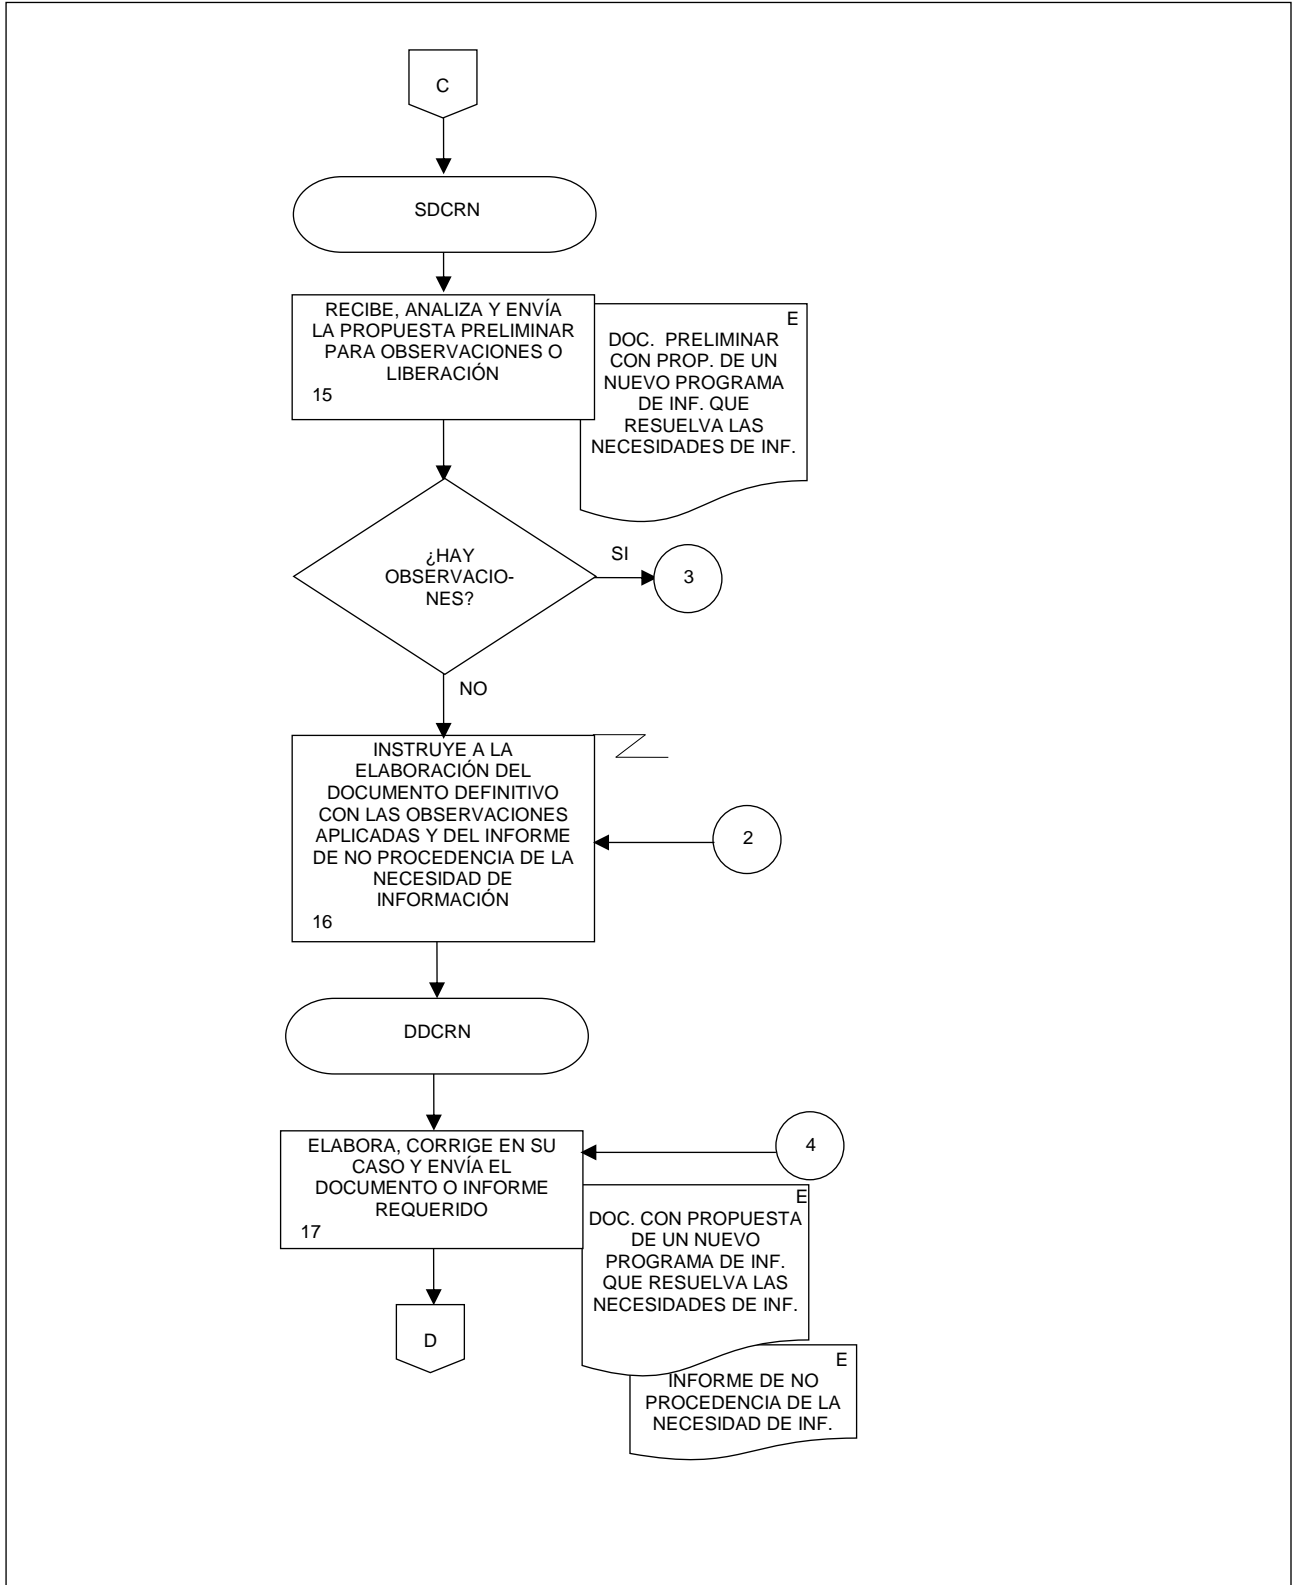 C
SDCRN
RECIBE, ANALIZA Y ENVÍA
LA PROPUESTA PRELIMINAR
PARA OBSERVACIONES O
LIBERACIÓN
15
E
DOC. PRELIMINAR
CON PROP. DE UN
NUEVO PROGRAMA
DE INF. QUE
RESUELVA LAS
NECESIDADES DE INF.
¿HAY
OBSERVACIO-
NES?
SI
3
NO
INSTRUYE A LA
ELABORACIÓN DEL
DOCUMENTO DEFINITIVO
CON LAS OBSERVACIONES
APLICADAS Y DEL INFORME
DE NO PROCEDENCIA DE LA
NECESIDAD DE
INFORMACIÓN
16
2
DDCRN
ELABORA, CORRIGE EN SU
CASO Y ENVÍA EL
DOCUMENTO O INFORME
REQUERIDO
17
4
E
DOC. CON PROPUESTA
DE UN NUEVO
PROGRAMA DE INF.
QUE RESUELVA LAS
NECESIDADES DE INF.
D
E
INFORME DE NO
PROCEDENCIA DE LA
NECESIDAD DE INF.